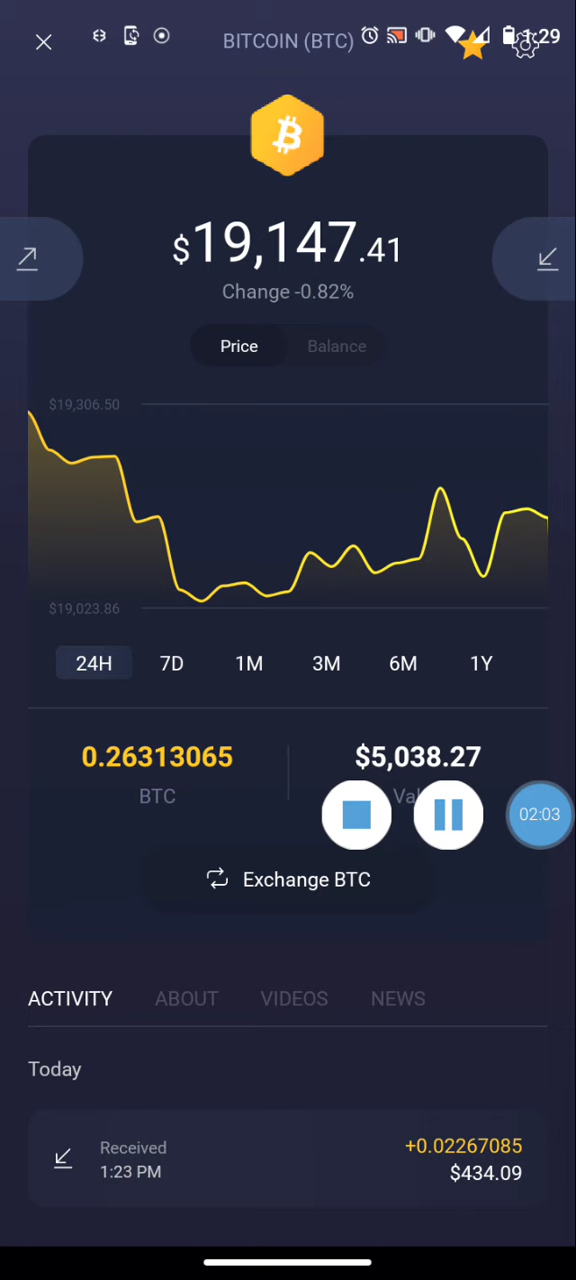 BITCOIN (BTC)
:29
$19,147.41
Change -0.82%
Price Balance
$19,306.50
$19,023.86
24H 7D 1M 3M 6M 1Y
0.26313065 $5,038.27
BTC Val
02:03
Exchange BTC
ACTIVITY ABOUT VIDEOS NEWS
Today
Received +0.02267085
1:23 PM $434.09